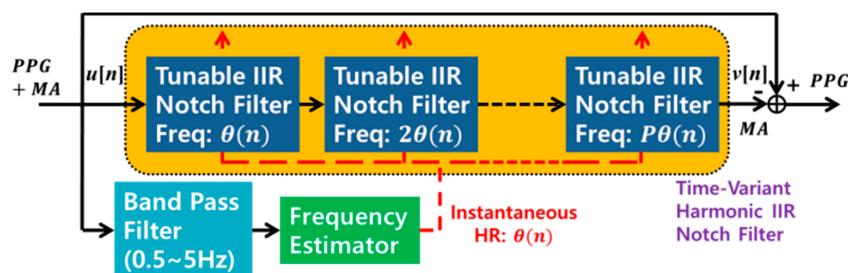 PPG
+ MA
u[n]
Tunable IIR
Notch Filter
Freq: θ(n)
Tunable IIR
Notch Filter
Freq: 2θ(n)
Tunable IIR
Notch Filter
Freq: Pθ(n)
v[n]
-
+
PPG
MA
Band Pass
Filter
(0.5~5Hz)
Frequency
Estimator
Instantaneous
HR: θ(n)
Time-Variant
Harmonic IIR
Notch Filter